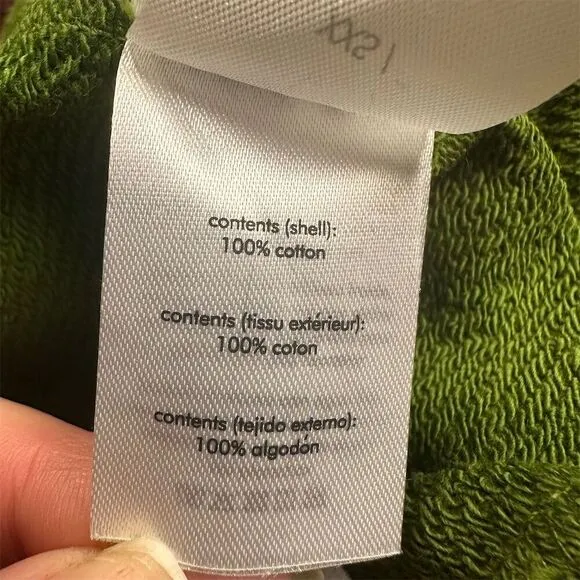 contents (shell):
100% cotton
contents (tissu extérieur):
100% coton
contents (tejido externo):
100% algodón